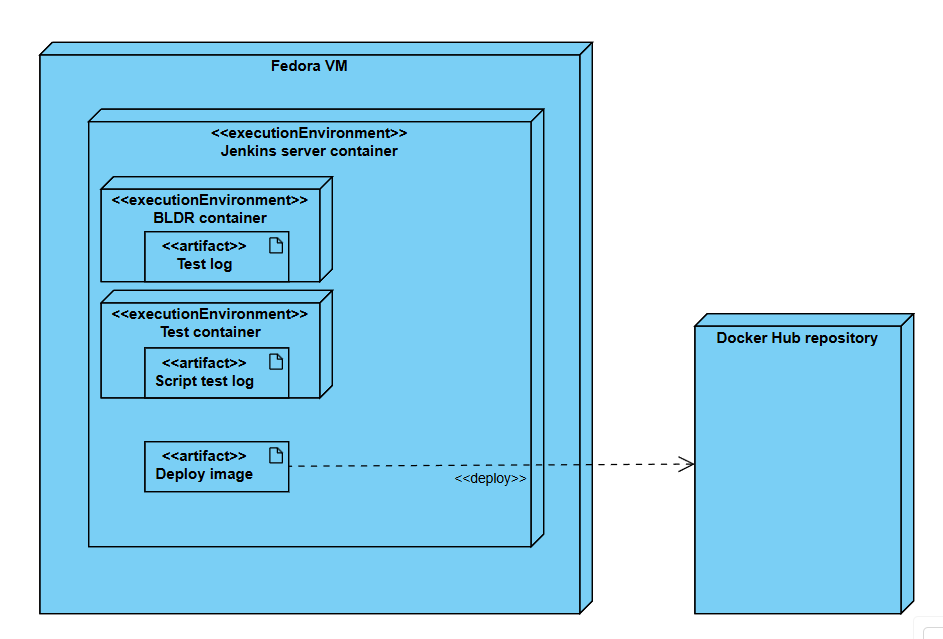 Fedora VM
<<executionEnvironment>>
Jenkins server container
<<executionEnvironment>>
BLDR container
<<artifact>>
Test log
<<executionEnvironment>>
Test container
<<artifact>>
Script test log
<<artifact>>
Deploy image
<<deploy>>
Docker Hub repository